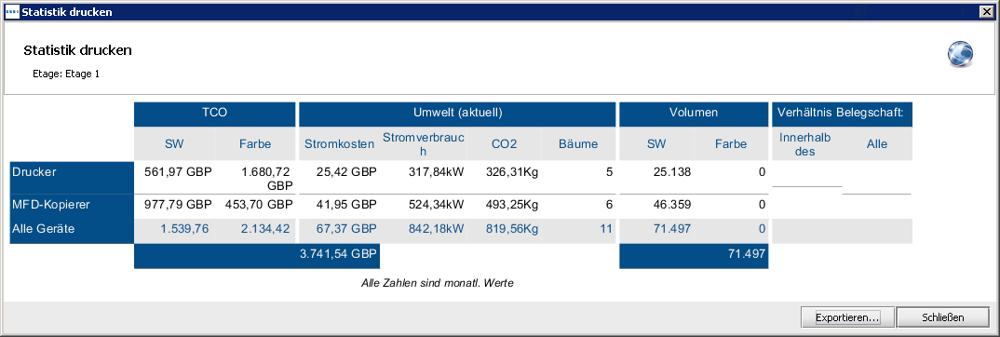 Statistik drucken
Statistik drucken
Etage: Etage 1
TCO Umwelt (aktuell) Volumen Verhältnis Belegschaft:
SW Farbe Stromkosten Stromverbrauc
h CO2 Bäume SW Farbe Innerhalb
des Alle
Drucker 561,97 GBP 1.680,72
GBP 25,42 GBP 317,84kW 326,31Kg 5 25.138 0
MFD-Kopierer 977,79 GBP 453,70 GBP 41,95 GBP 524,34kW 493,25Kg 6 46.359 0
Alle Geräte 1.539,76 2.134,42 67,37 GBP 842,18kW 819,56Kg 11 71.497 0
3.741,54 GBP 71.497
Alle Zahlen sind monatl. Werte
Exportieren... Schließen